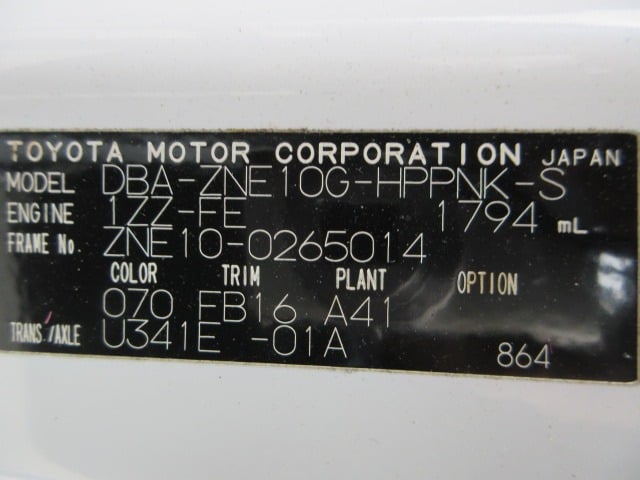 TOYOTA MOTOR CORPORATION JAPAN
MODEL DBA-ZNE10G-HPPNK-S
ENGINE 1ZZ-FE 1794 mL
FRAME No. ZNE10-0265014
COLOR TRIM PLANT OPTION
070 FB16 A41
TRANS./AXLE U341E -01A
864